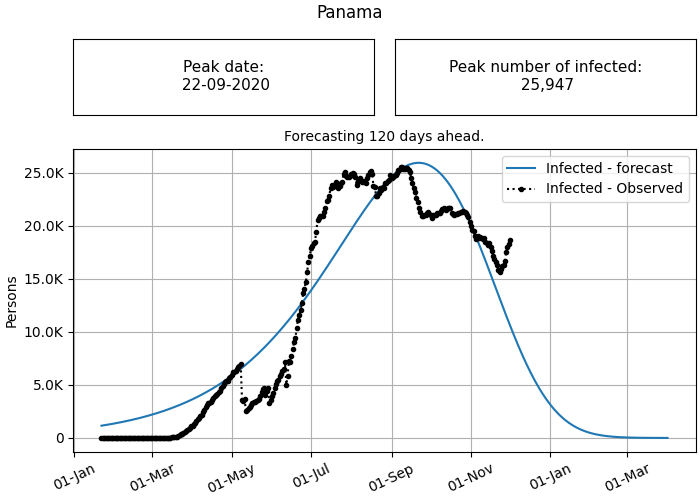 Panama
Peak date:
22-09-2020
Peak number of infected:
25,947
Forecasting 120 days ahead.
Infected - forecast
Infected - Observed
25.0K
20.0K
15.0K
10.0K
5.0K
0
Persons
01-Jan
01-Mar
01-May
01-Jul
01-Sep
01-Nov
01-Jan
01-Mar